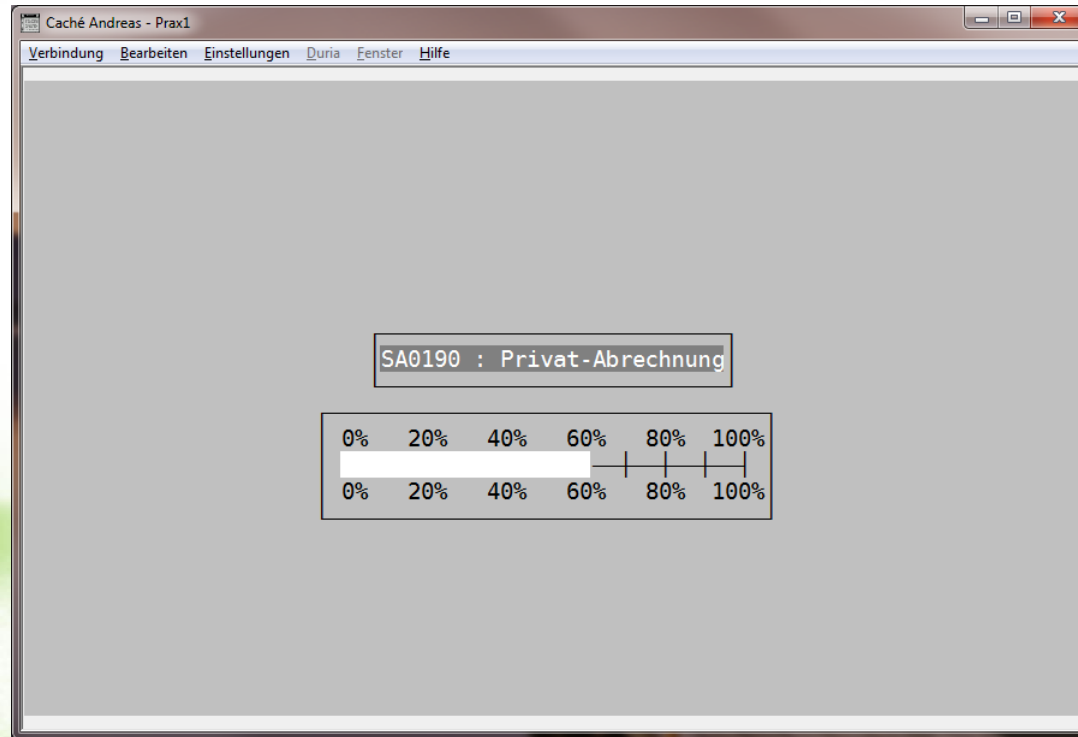 Caché Andreas - Prax1
Verbindung Bearbeiten Einstellungen Duria Fenster Hilfe
SA0190 : Privat-Abrechnung
0% 20% 40% 60% 80% 100%
0% 20% 40% 60% 80% 100%